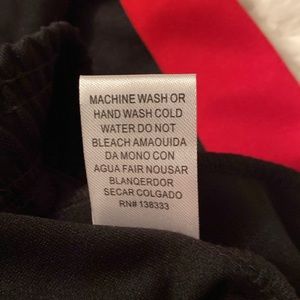 MACHINE WASH OR
HAND WASH COLD
WATER DO NOT
BLEACH AMAOUIDA
DA MONO CON
AGUA FAIR NOUSAR
BLANQERDOR
SECAR COLGADO
RN# 138333